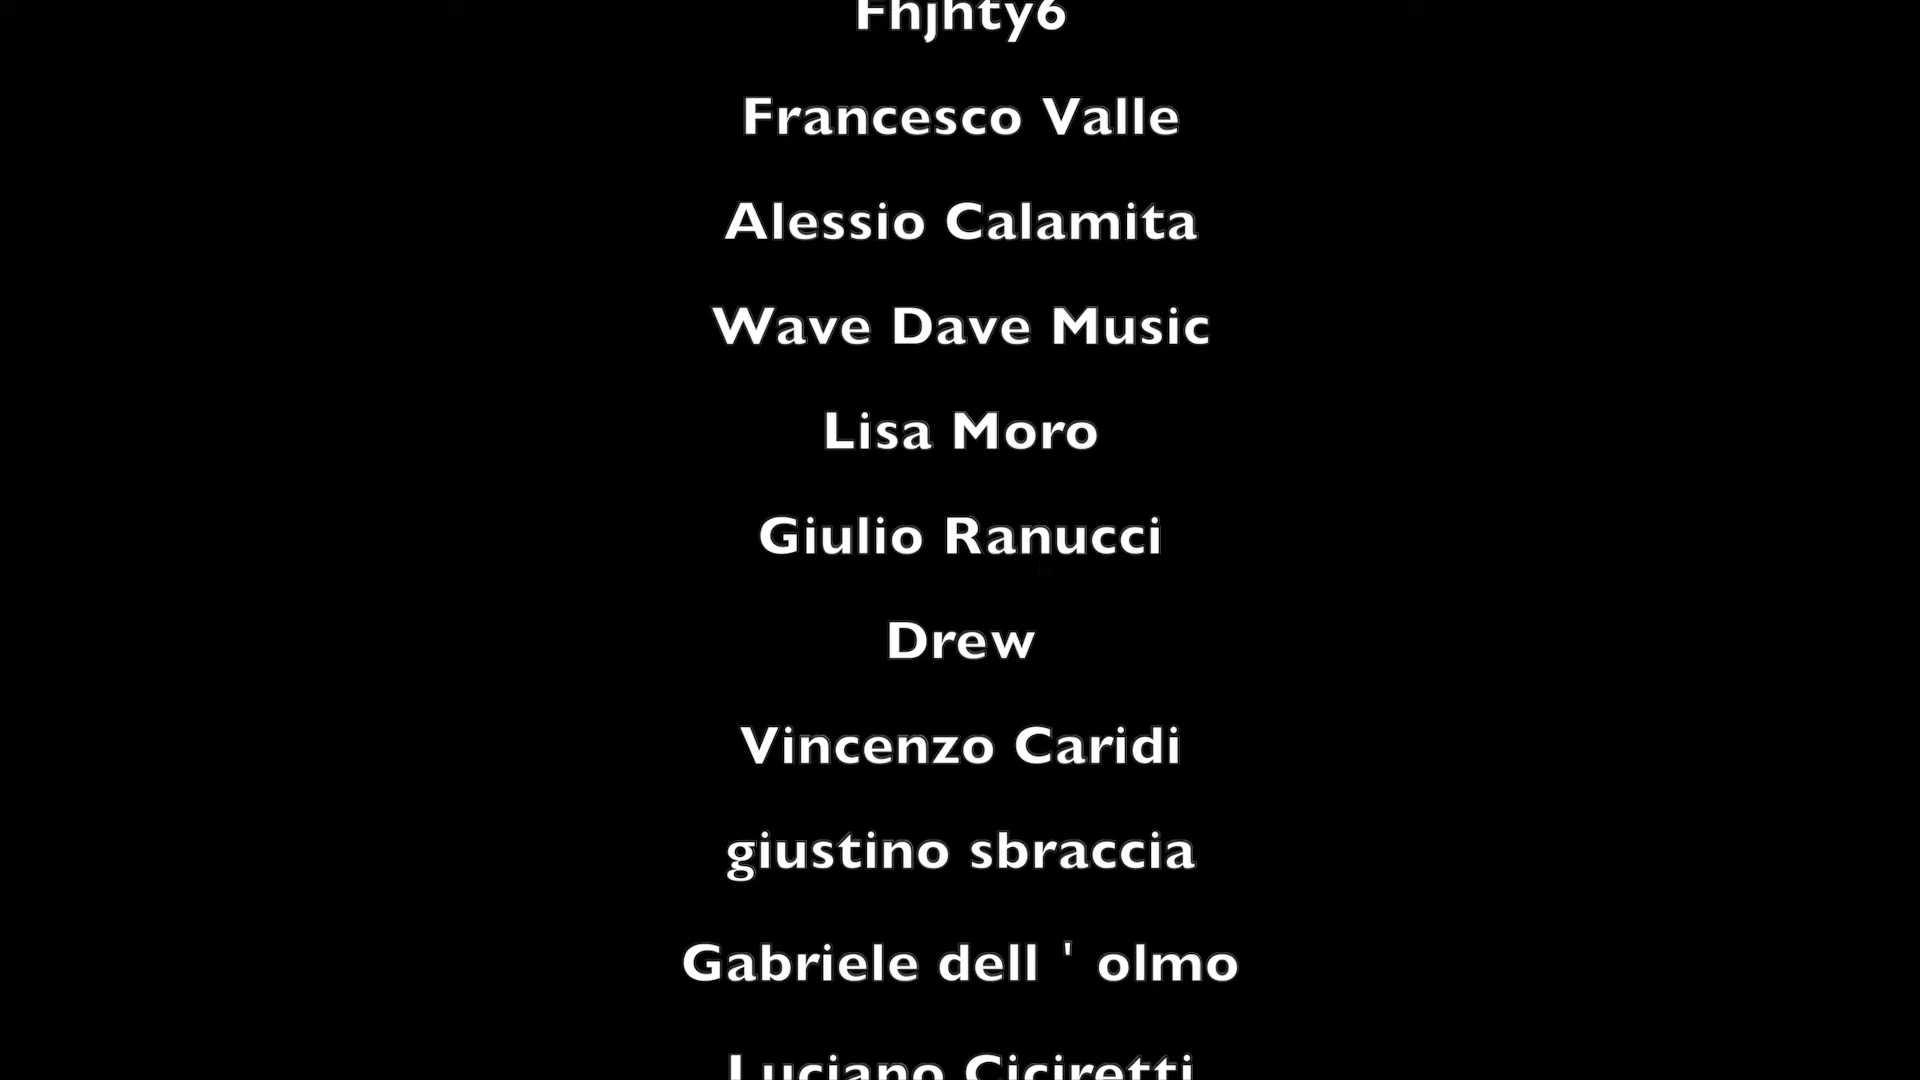 Fhjhty6
Francesco Valle
Alessio Calamita
Wave Dave Music
Lisa Moro
Giulio Ranucci
Drew
Vincenzo Caridi
giustino sbraccia
Gabriele dell ' olmo
Luciano Ciciretti